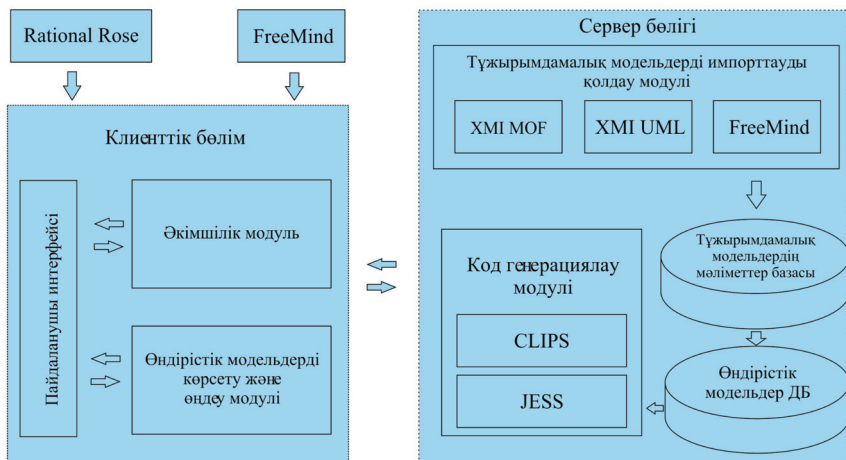 Rational Rose
FreeMind
Клиенттік бөлім
Пайдаланушы интерфейсі
Әкімшілік модуль
Өндірістік модельдерді
көрсету және
өңдеу модулі
Сервер бөлігі
Тұжырымдамалық модельдерді импорттауды
қолдау модулі
XMI MOF
XMI UML
FreeMind
Тұжырымдамалық
модельдердің
мәліметтер базасы
Код генерациялау
модулі
CLIPS
JESS
Өндірістік
модельдер ДБ